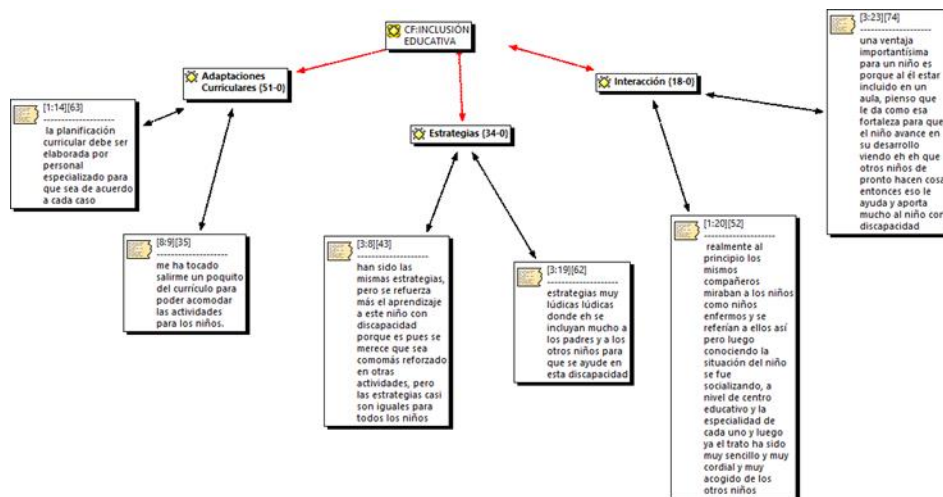 CF:INCLUSIÓN
EDUCATIVA
Adaptaciones
Curriculares {51-0}
Estrategias {34-0}
Interacción {18-0}
[1:14][63]
--------------------
la planificación
curricular debe ser
elaborada por
personal
especializado para
que sea de acuerdo
a cada caso
[8:9][35]
--------------------
me ha tocado
salirme un poquito
del currículo para
poder acomodar
las actividades
para los niños.
[3:8][43]
--------------------
han sido las
mismas estrategias,
pero se refuerza
más el aprendizaje
a este niño con
discapacidad
porque es pues se
merece que sea
comomás reforzado
en otras
actividades, pero
las estrategias casi
son iguales para
todos los niños
[3:19][62]
--------------------
estrategias muy
lúdicas lúdicas
donde eh se
incluyan mucho a
los padres y a los
otros niños para
que se ayude en
esta discapacidad
[1:20][52]
--------------------
realmente al
principio los
mismos
compañeros
miraban a los niños
como niños
enfermos y se
referían a ellos así
pero luego
conociendo la
situación del niño
se fue
socializando, a
nivel de centro
educativo y la
especialidad de
cada uno y luego
ya el trato ha sido
muy sencillo y muy
cordial y muy
acogido de los
otros niños
[3:23][74]
--------------------
una ventaja
importantísima
para un niño es
porque al él estar
incluido en un
aula, pienso que
le da como esa
fortaleza para que
el niño avance en
su desarrollo
viendo eh eh que
otros niños de
pronto hacen cosa
entonces eso le
ayuda y aporta
mucho al niño con
discapacidad